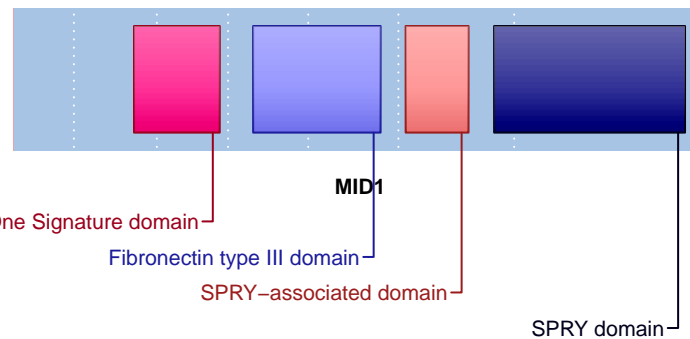 MID1
One Signature domain
Fibronectin type III domain
SPRY−associated domain
SPRY domain